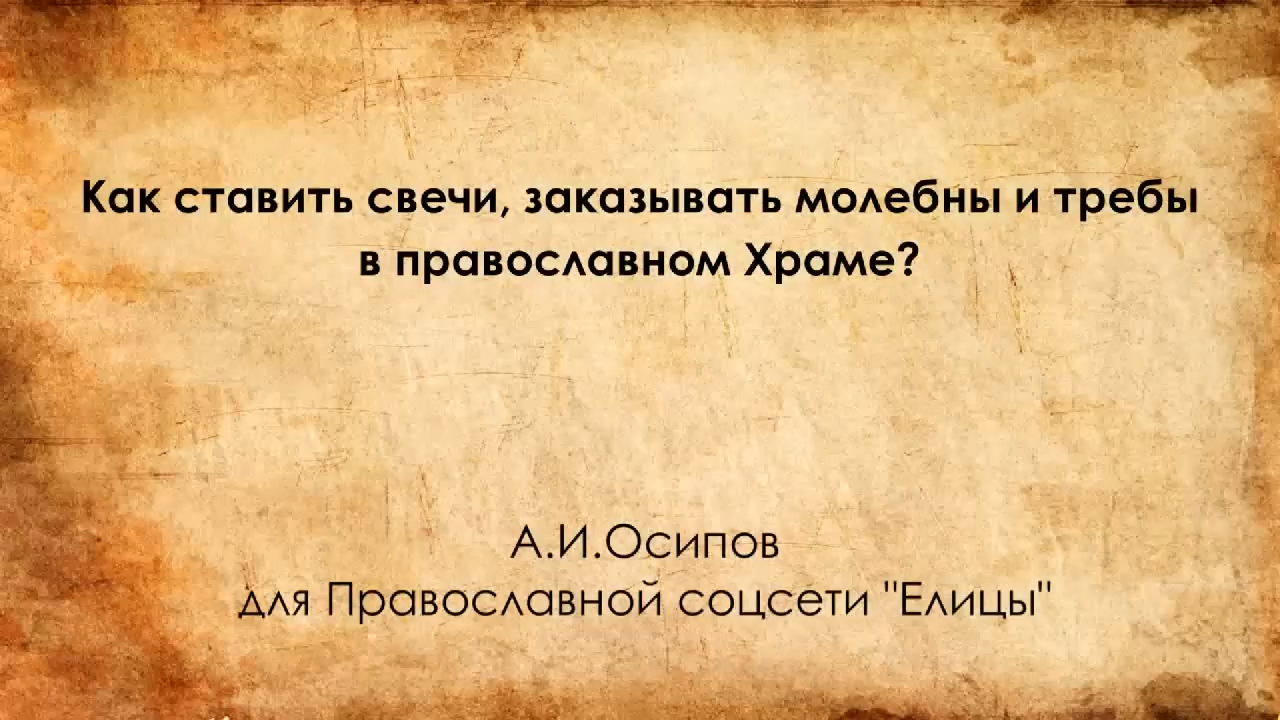 Как ставить свечи, заказывать молебны и требы
в православном Храме?
А.И.Осипов
для Православной соцсети "Елицы"